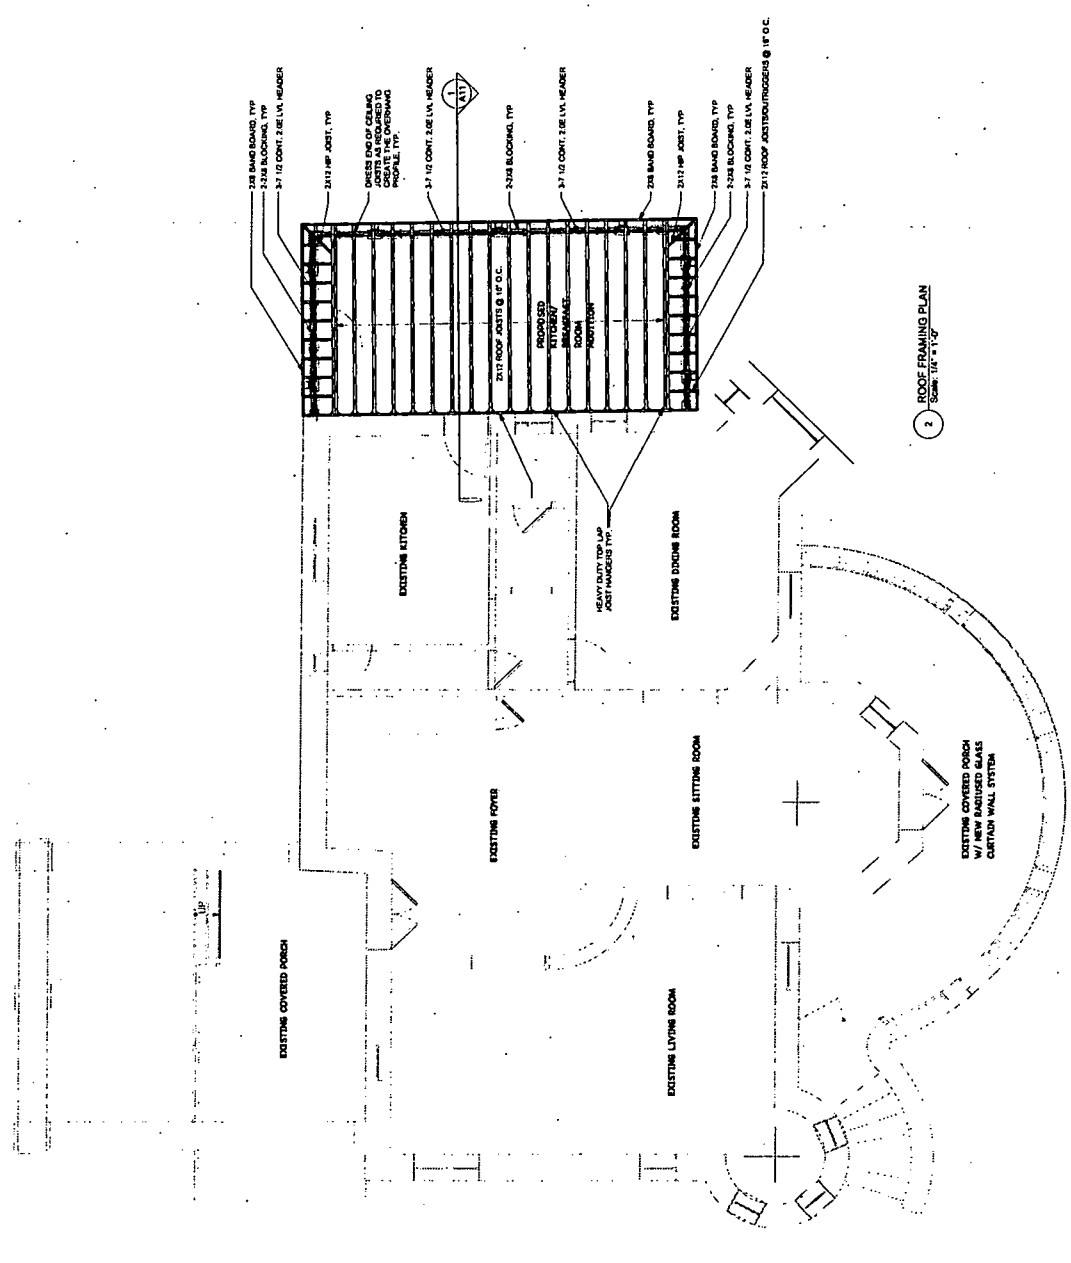 2X8 BAND BOARD, TYP
2-2X8 BLOCKING, TYP
3-7 1/2 CONT. 2.0E LVL HEADER
2X12 HIP JOIST, TYP
DRESS END OF CEILING
JOISTS AS REQUIRED TO
CREATE THE OVERHANG
PROFILE, TYP.
3-7 1/2 CONT. 2.0E LVL HEADER
1
A11
2-2X8 BLOCKING, TYP
3-7 1/2 CONT. 2.0E LVL HEADER
2X8 BAND BOARD, TYP
2X12 HIP JOIST, TYP
2X8 BAND BOARD, TYP
2-2X8 BLOCKING, TYP
3-7 1/2 CONT. 2.0E LVL HEADER
2X12 ROOF JOISTS/OUTRIGGERS @ 16" O.C.
2X12 ROOF JOISTS @ 16" O.C.
PROPOSED
KITCHEN/
BREAKFAST
ROOM
ADDITION
HEAVY DUTY TOP LAP
JOIST HANGERS TYP.
EXISTING KITCHEN
EXISTING DINING ROOM
EXISTING FOYER
EXISTING SITTING ROOM
EXISTING COVERED PORCH
W/ NEW RADIUSED GLASS
CURTAIN WALL SYSTEM
UP
EXISTING COVERED PORCH
EXISTING LIVING ROOM
2
ROOF FRAMING PLAN
Scale: 1/4" = 1'-0"